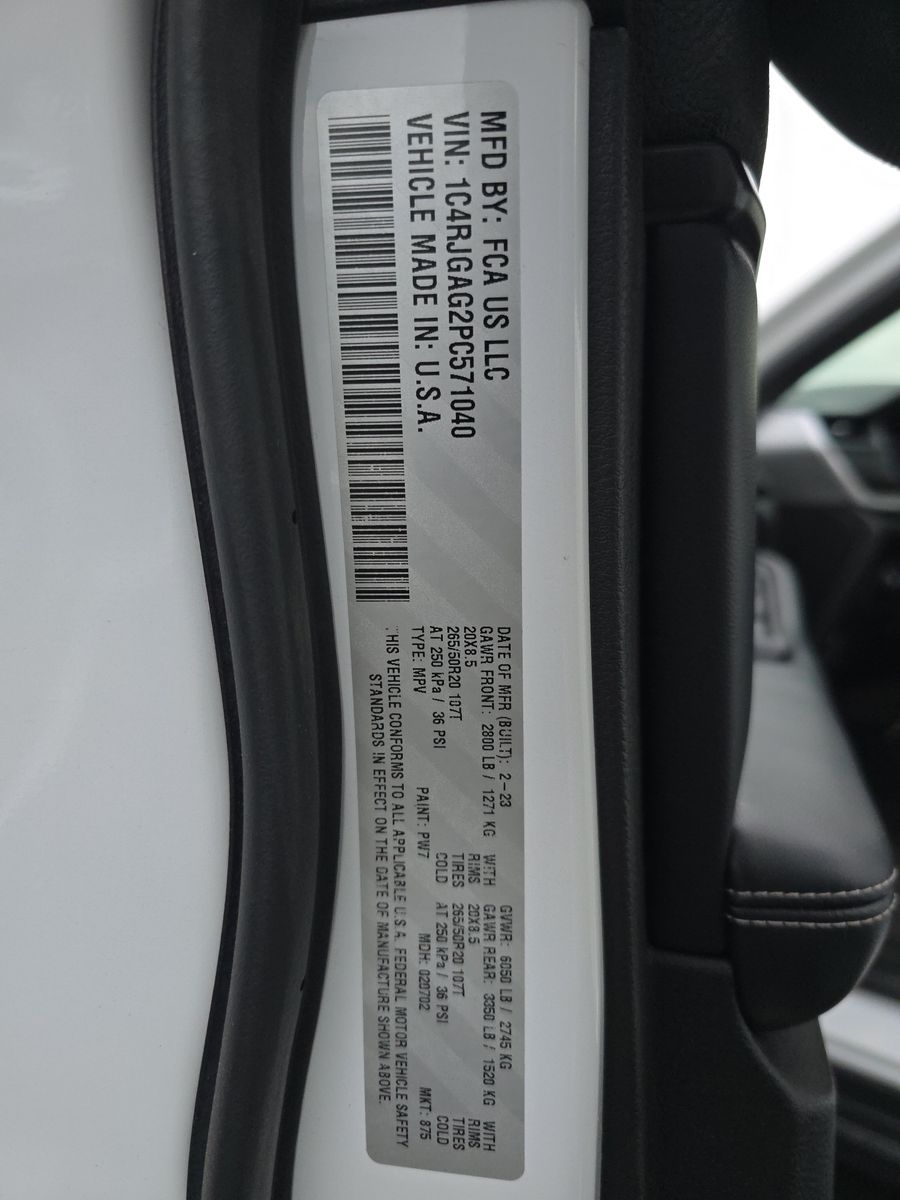 MFD BY: FCA US LLC
VIN: 1C4RJGAG2PC571040
VEHICLE MADE IN: U.S.A.
DATE OF MFR (BUILT): 2-23 GVWR: 6050 LB / 2745 KG
GAWR FRONT: 2800 LB / 1271 KG WITH GAWR REAR: 3350 LB / 1520 KG WITH
20X8.5 RIMS 20X8.5 RIMS
265/50R20 107T TIRES 265/50R20 107T TIRES
AT 250 kPa / 36 PSI COLD AT 250 kPa / 36 PSI COLD
TYPE: MPV PAINT: PW7 MDH: 020702 MKT: 875
THIS VEHICLE CONFORMS TO ALL APPLICABLE U.S.A. FEDERAL MOTOR VEHICLE SAFETY
STANDARDS IN EFFECT ON THE DATE OF MANUFACTURE SHOWN ABOVE.